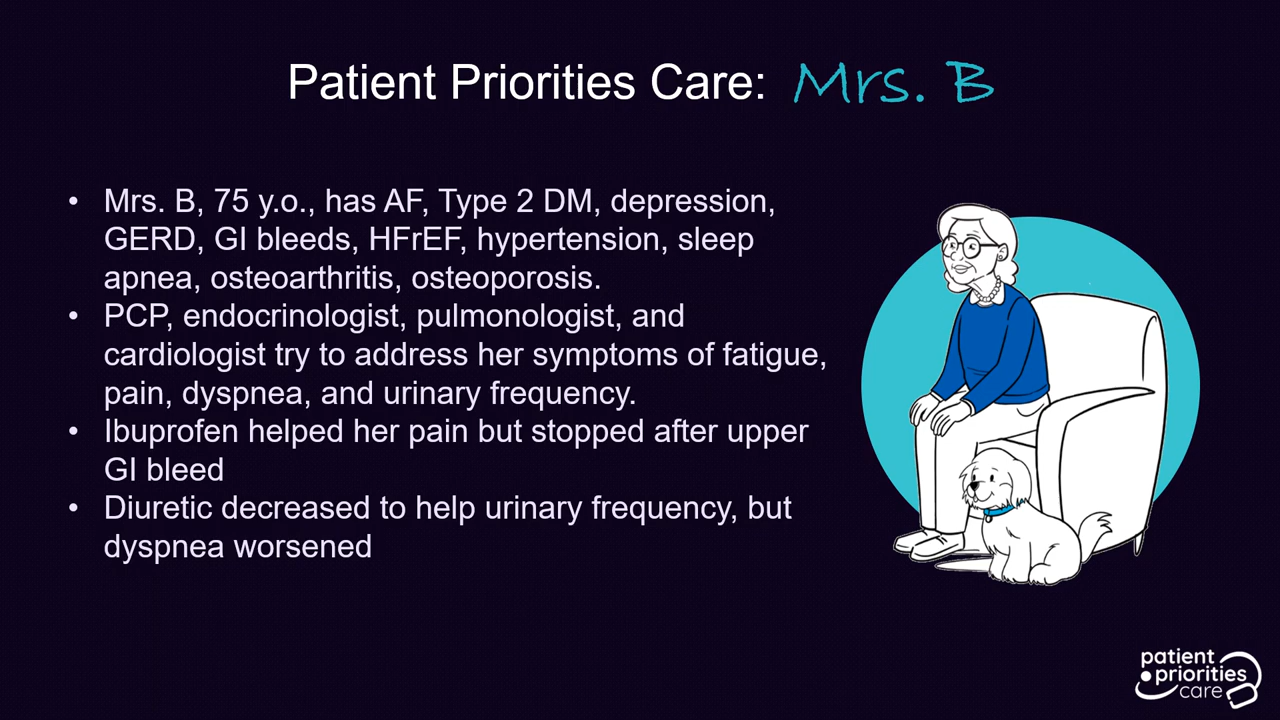 Patient Priorities Care: Mrs. B
• Mrs. B, 75 y.o., has AF, Type 2 DM, depression,
GERD, GI bleeds, HFrEF, hypertension, sleep
apnea, osteoarthritis, osteoporosis.
• PCP, endocrinologist, pulmonologist, and
cardiologist try to address her symptoms of fatigue,
pain, dyspnea, and urinary frequency.
• Ibuprofen helped her pain but stopped after upper
GI bleed
• Diuretic decreased to help urinary frequency, but
dyspnea worsened
patient
priorities
care